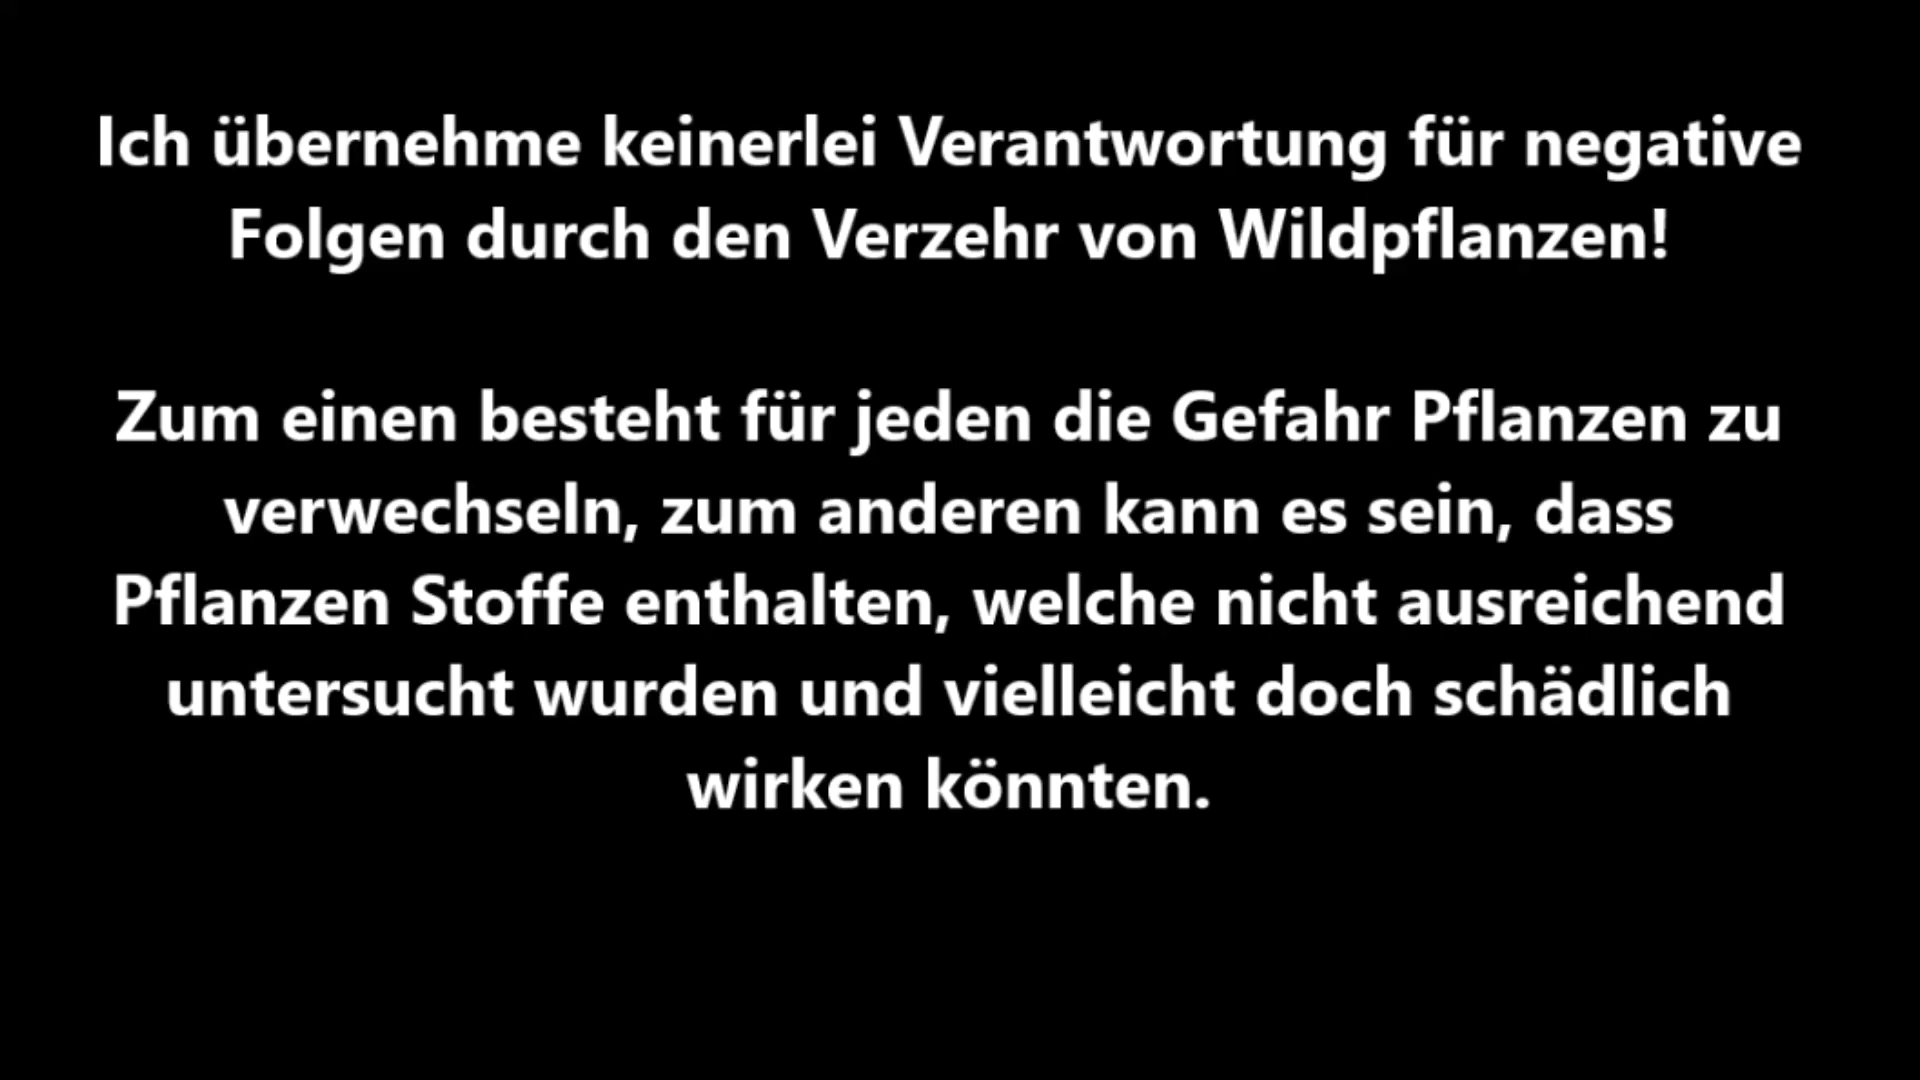 Ich übernehme keinerlei Verantwortung für negative
Folgen durch den Verzehr von Wildpflanzen!
Zum einen besteht für jeden die Gefahr Pflanzen zu
verwechseln, zum anderen kann es sein, dass
Pflanzen Stoffe enthalten, welche nicht ausreichend
untersucht wurden und vielleicht doch schädlich
wirken könnten.